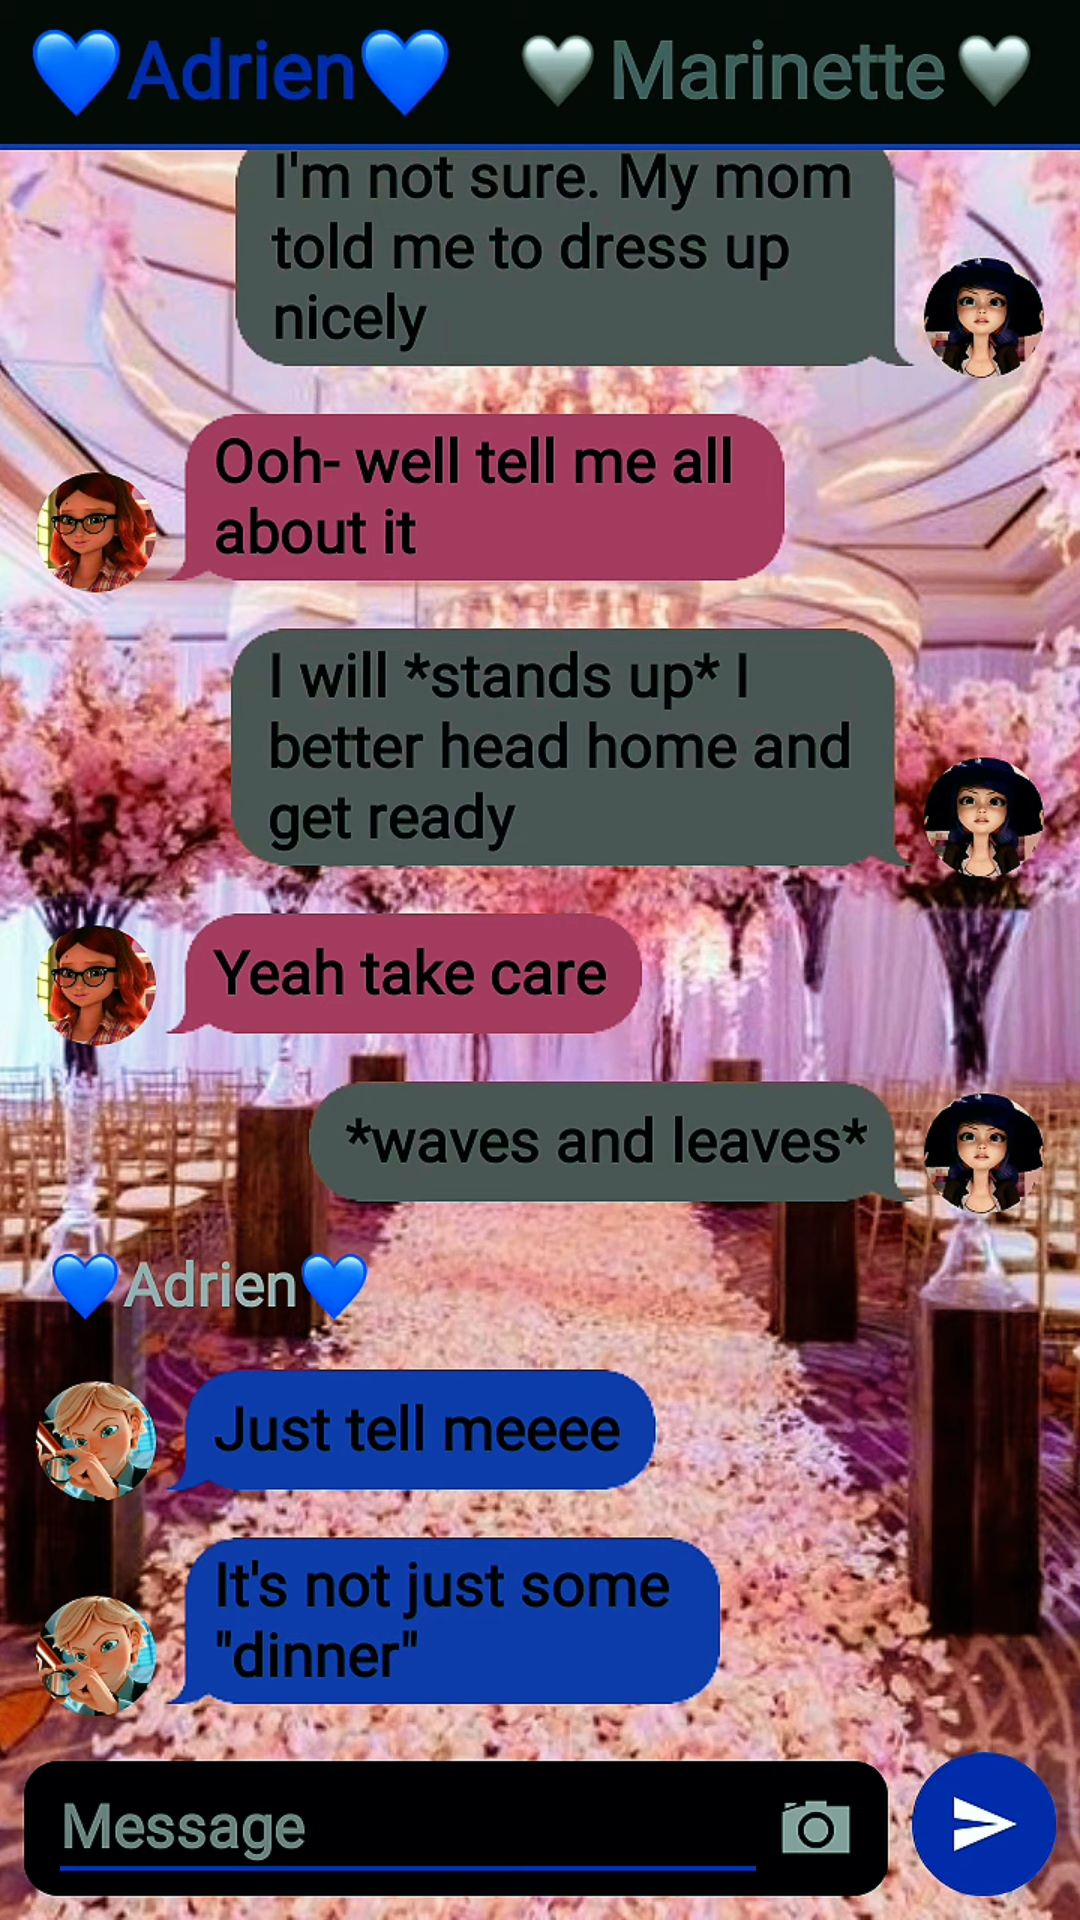 💙Adrien💙 🤍Marinette🤍
I'm not sure. My mom
told me to dress up
nicely
Ooh- well tell me all
about it
I will *stands up* I
better head home and
get ready
Yeah take care
*waves and leaves*
💙Adrien💙
Just tell meeee
It's not just some
"dinner"
Message